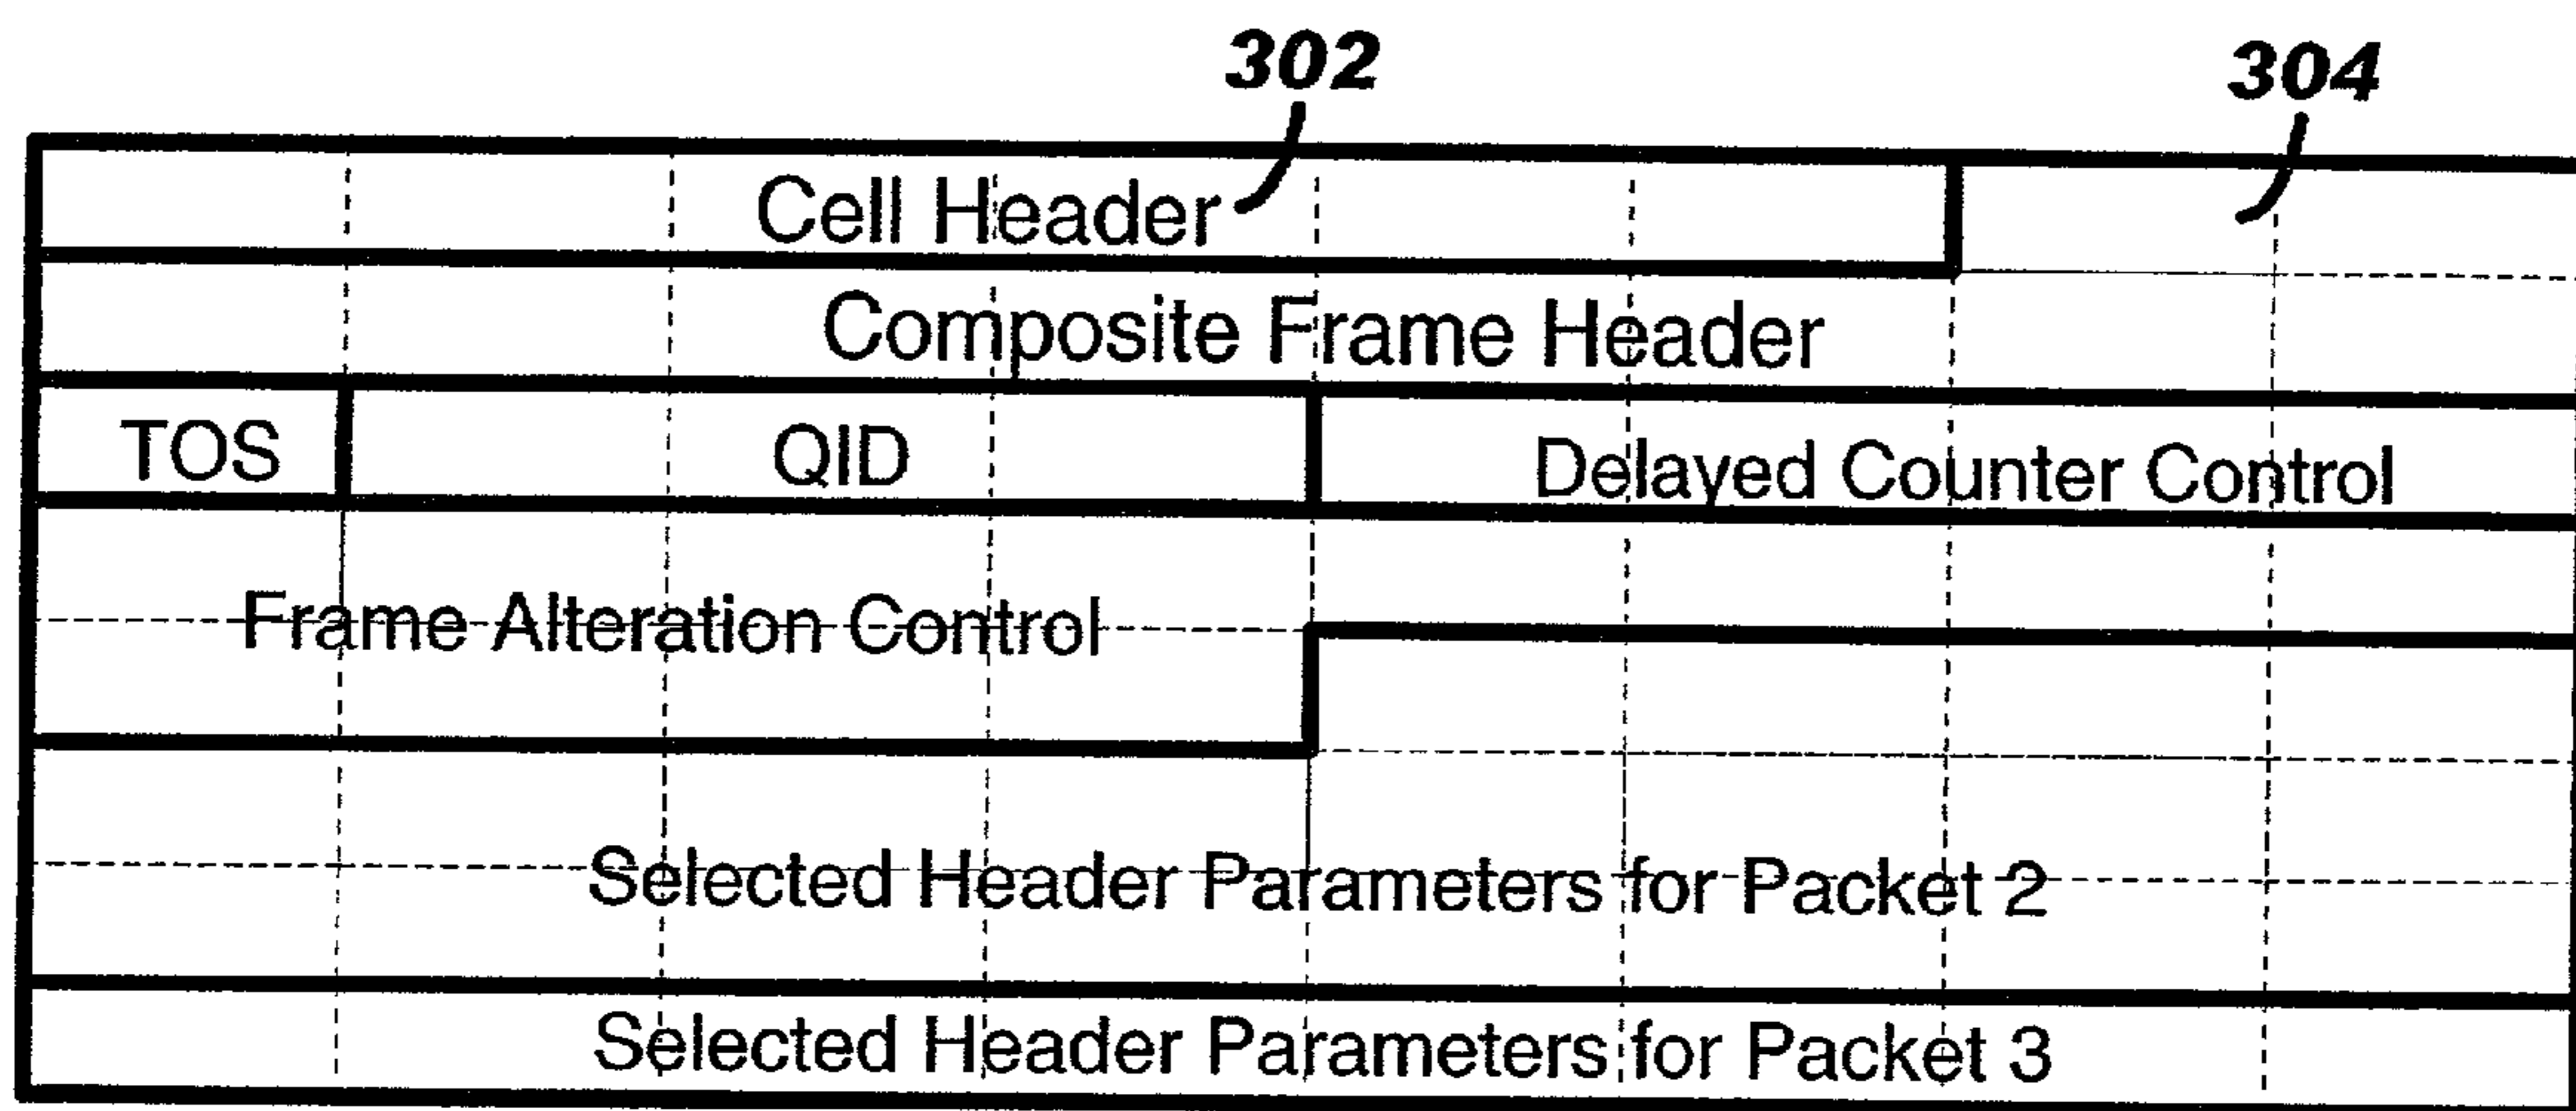 302
304
Cell Header
Composite Frame Header
TOS QID Delayed Counter Control
Frame Alteration Control
Selected Header Parameters for Packet 2
Selected Header Parameters for Packet 3